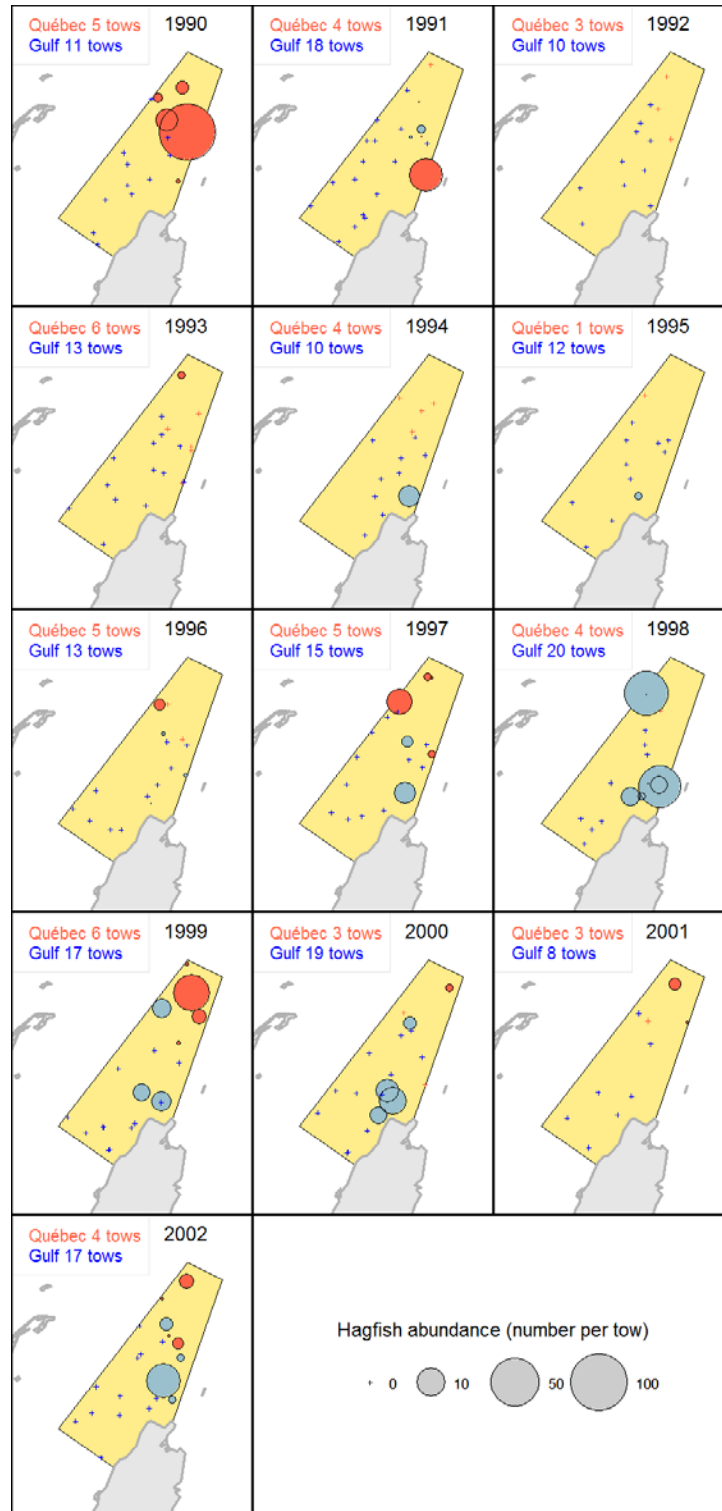 Québec 5 tows 1990
Gulf 11 tows
Québec 4 tows 1991
Gulf 18 tows
Québec 3 tows 1992
Gulf 10 tows
Québec 6 tows 1993
Gulf 13 tows
Québec 4 tows 1994
Gulf 10 tows
Québec 1 tows 1995
Gulf 12 tows
Québec 5 tows 1996
Gulf 13 tows
Québec 5 tows 1997
Gulf 15 tows
Québec 4 tows 1998
Gulf 20 tows
Québec 6 tows 1999
Gulf 17 tows
Québec 3 tows 2000
Gulf 19 tows
Québec 3 tows 2001
Gulf 8 tows
Québec 4 tows 2002
Gulf 17 tows
Hagfish abundance (number per tow)
0 10 50 100